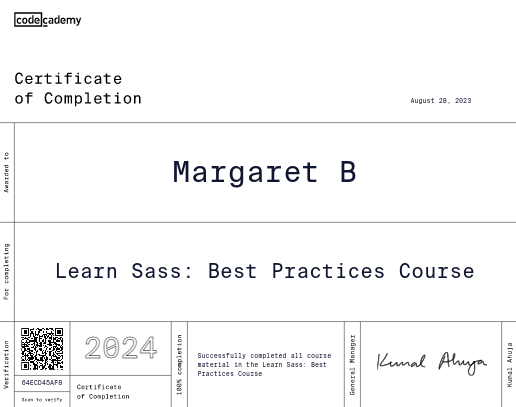 codecademy
Certificate
of Completion
August 28, 2023
Awarded to
Margaret B
For completing
Learn Sass: Best Practices Course
Verification
64ECD45AF8
Scan to verify
2024
Certificate
of Completion
100% completion
Successfully completed all course
material in the Learn Sass: Best
Practices Course
General Manager
Kunal Ahuja
Kunal Ahuja